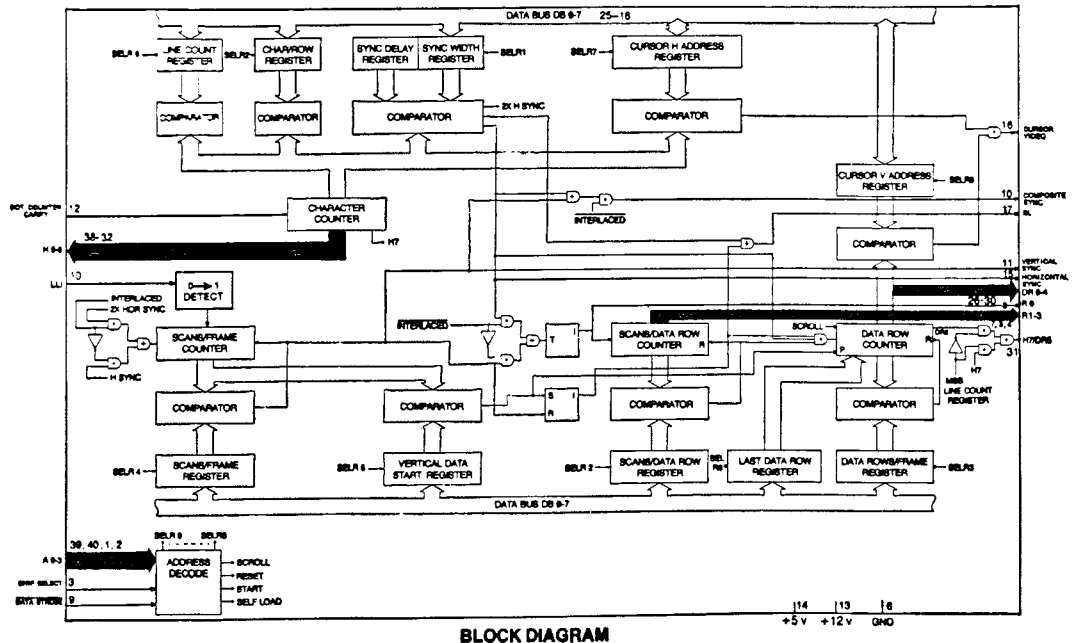 DATA BUS DB 0-7 25-18
SELR 0
LINE COUNT REGISTER
SELR2
CHAR/ROW REGISTER
SYNC DELAY REGISTER
SYNC WIDTH REGISTER
SELR1
SELR7
CURSOR H ADDRESS REGISTER
COMPARATOR
COMPARATOR
COMPARATOR
2X H SYNC
COMPARATOR
16
CURSOR VIDEO
CURSOR V ADDRESS REGISTER
12
DOT COUNTER CARRY
CHARACTER COUNTER
H7
INTERLACED
10
COMPOSITE SYNC
17
BL
38-32
COMPARATOR
10
LLI
0→1 DETECT
11
VERTICAL SYNC
15
HORIZONTAL SYNC
DR 0-4
26-30
R 0
R1-3
INTERLACED
2X HOR SYNC
H SYNC
SCANS/FRAME COUNTER
INTERLACED
T
SCANS/DATA ROW COUNTER
R
SCROLL
P
DATA ROW COUNTER
H7/DR5
31
H7
MSB LINE COUNT REGISTER
COMPARATOR
COMPARATOR
S
R
COMPARATOR
COMPARATOR
SELR 4
SCANS/FRAME REGISTER
VERTICAL DATA START REGISTER
SELR 2
SCANS/DATA ROW REGISTER
LAST DATA ROW REGISTER
DATA ROWS/FRAME REGISTER
SELR3
DATA BUS DB 0-7
39, 40, 1, 2
A 0-3
ADDRESS DECODE
SCROLL
RESET
START
SELF LOAD
CHIP SELECT
3
DATA STROBE
9
14
+5 V
13
+12 V
6
GND
BLOCK DIAGRAM